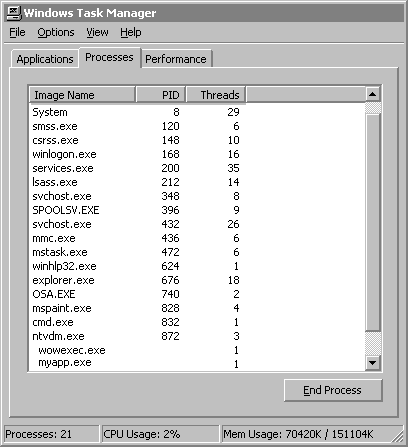 Windows Task Manager
File Options View Help
Applications Processes Performance
Image Name PID Threads
System 8 29
smss.exe 120 6
csrss.exe 148 10
winlogon.exe 168 16
services.exe 200 35
lsass.exe 212 14
svchost.exe 348 8
SPOOLSV.EXE 396 9
svchost.exe 432 26
mmc.exe 436 6
mstask.exe 472 6
winhlp32.exe 624 1
explorer.exe 676 18
OSA.EXE 740 2
mspaint.exe 828 4
cmd.exe 832 1
ntvdm.exe 872 3
wowexec.exe 1
myapp.exe 1
End Process
Processes: 21 CPU Usage: 2% Mem Usage: 70420K / 151104K